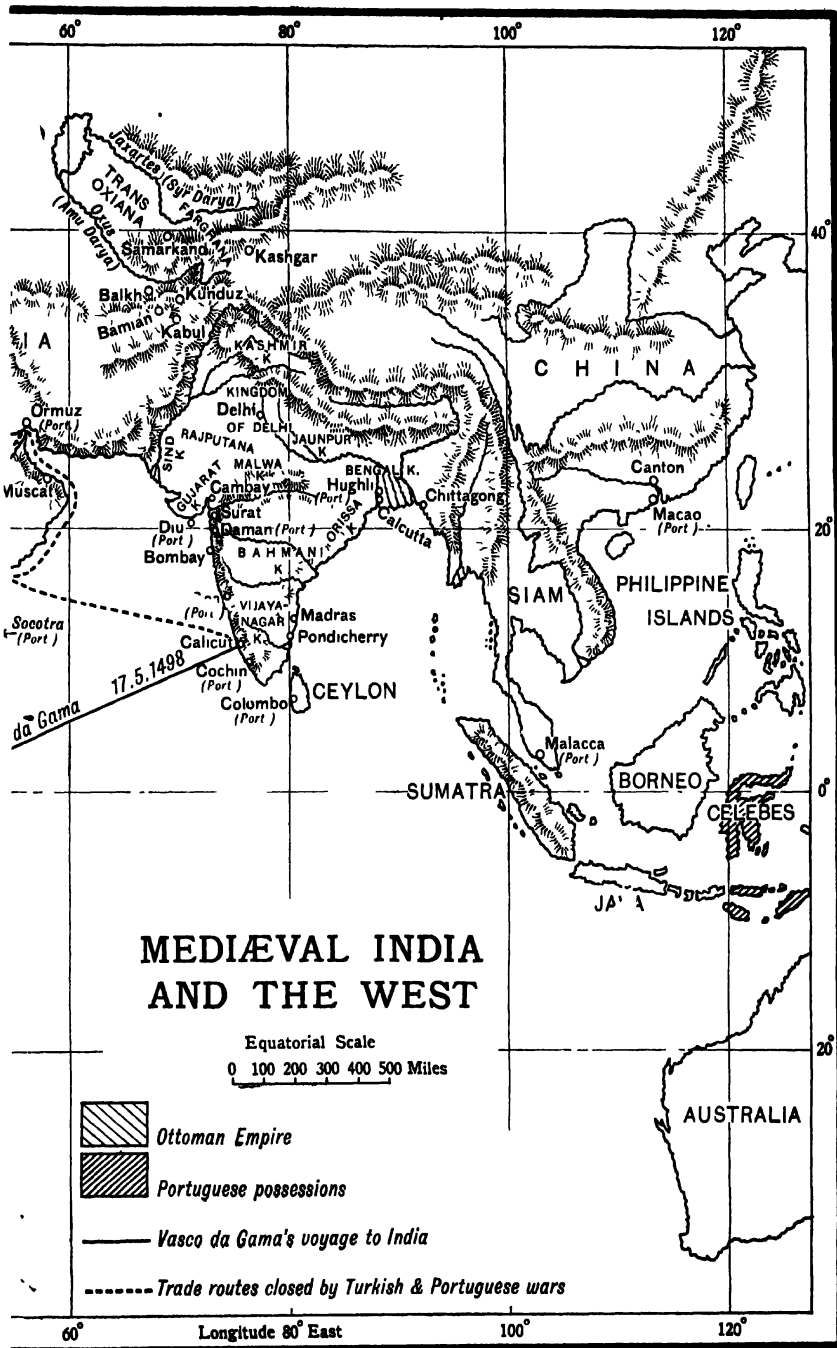 60°
80°
100°
120°
Jaxartes (Syr Darya)
TRANS
OXIANA
Oxus
(Amu Darya)
FARGHANA
Samarkand
Kashgar
40°
Balkh
Kunduz
Bāmian
Kabul
IA
KASHMIR
K
CHINA
KINGDOM
Delhi
OF DELHI
Ormuz
(Port)
SIND
K
RAJPUTANA
JAUNPUR
K
MALWA
K
BENGAL K.
Canton
Muscat
GUJARAT
K
Cambay
Hughli
(Port)
Chittagong
Surat
Macao
(Port)
Diu
(Port)
Daman (Port)
ORISSA
K
Calcutta
20°
Bombay
BAHMANI
K
SIAM
PHILIPPINE
ISLANDS
VIJAYA-
NAGAR
K.
Madras
Socotra
(Port)
Calicut
Pondicherry
Cochin
(Port)
da Gama 17.5.1498
CEYLON
Colombo
(Port)
Malacca
(Port)
SUMATRA
BORNEO
0°
CELEBES
MEDIÆVAL INDIA
AND THE WEST
Equatorial Scale
0 100 200 300 400 500 Miles
20°
AUSTRALIA
Ottoman Empire
Portuguese possessions
Vasco da Gama's voyage to India
Trade routes closed by Turkish & Portuguese wars
60°
Longitude 80° East
100°
120°